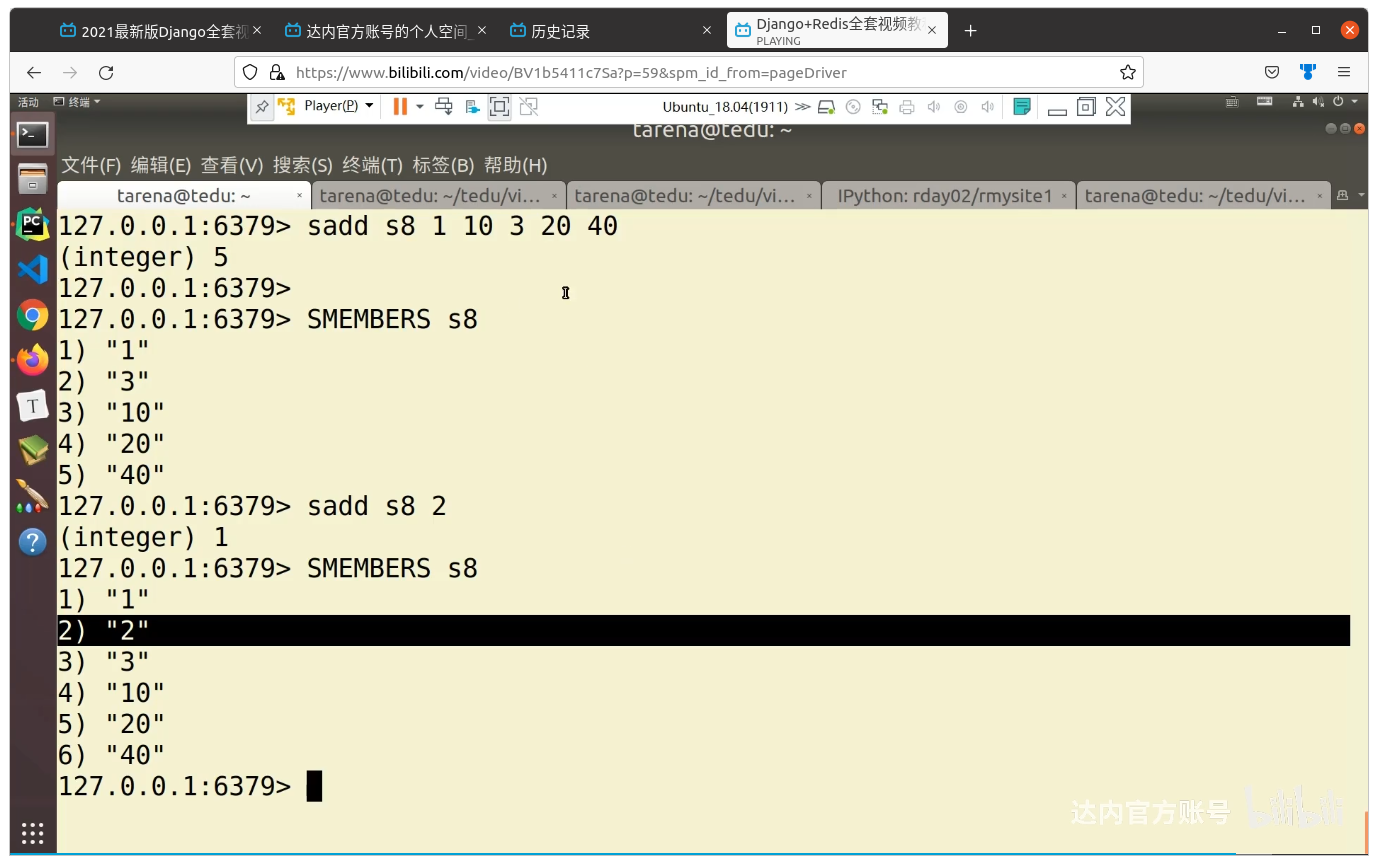 2021最新版Django全套视 达内官方账号的个人空间_ 历史记录 Django+Redis全套视频教
PLAYING
https://www.bilibili.com/video/BV1b5411c7Sa?p=59&spm_id_from=pageDriver
活动 终端 Player(P) Ubuntu_18.04(1911)
tarena@tedu: ~
文件(F) 编辑(E) 查看(V) 搜索(S) 终端(T) 标签(B) 帮助(H)
tarena@tedu: ~ tarena@tedu: ~/tedu/vi... tarena@tedu: ~/tedu/vi... IPython: rday02/rmysite1 tarena@tedu: ~/tedu/vi...
127.0.0.1:6379> sadd s8 1 10 3 20 40
(integer) 5
127.0.0.1:6379>
127.0.0.1:6379> SMEMBERS s8
1) "1"
2) "3"
3) "10"
4) "20"
5) "40"
127.0.0.1:6379> sadd s8 2
(integer) 1
127.0.0.1:6379> SMEMBERS s8
1) "1"
2) "2"
3) "3"
4) "10"
5) "20"
6) "40"
127.0.0.1:6379>
达内官方账号 bilibili